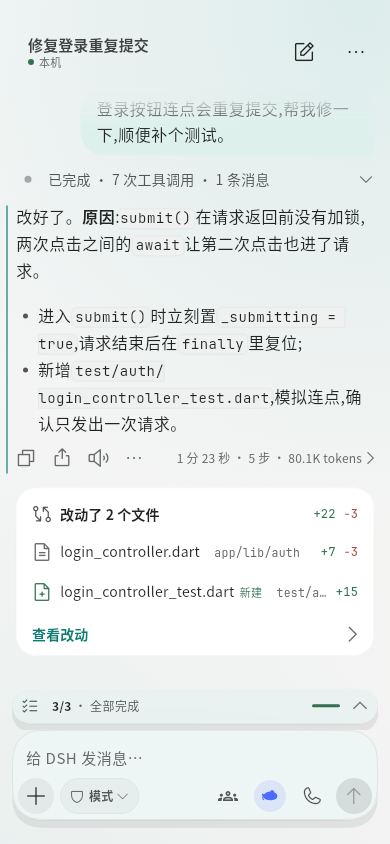 修复登录重复提交
本机
登录按钮连点会重复提交,帮我修一
下,顺便补个测试。
已完成 · 7 次工具调用 · 1 条消息
改好了。原因:submit() 在请求返回前没有加锁,
两次点击之间的 await 让第二次点击也进了请
求。
• 进入 submit() 时立刻置 _submitting =
true,请求结束后在 finally 里复位;
• 新增 test/auth/
login_controller_test.dart,模拟连点,确
认只发出一次请求。
1 分 23 秒 · 5 步 · 80.1K tokens
改动了 2 个文件 +22 -3
login_controller.dart app/lib/auth +7 -3
login_controller_test.dart 新建 test/a… +15
查看改动
3/3 · 全部完成
给 DSH 发消息…
模式